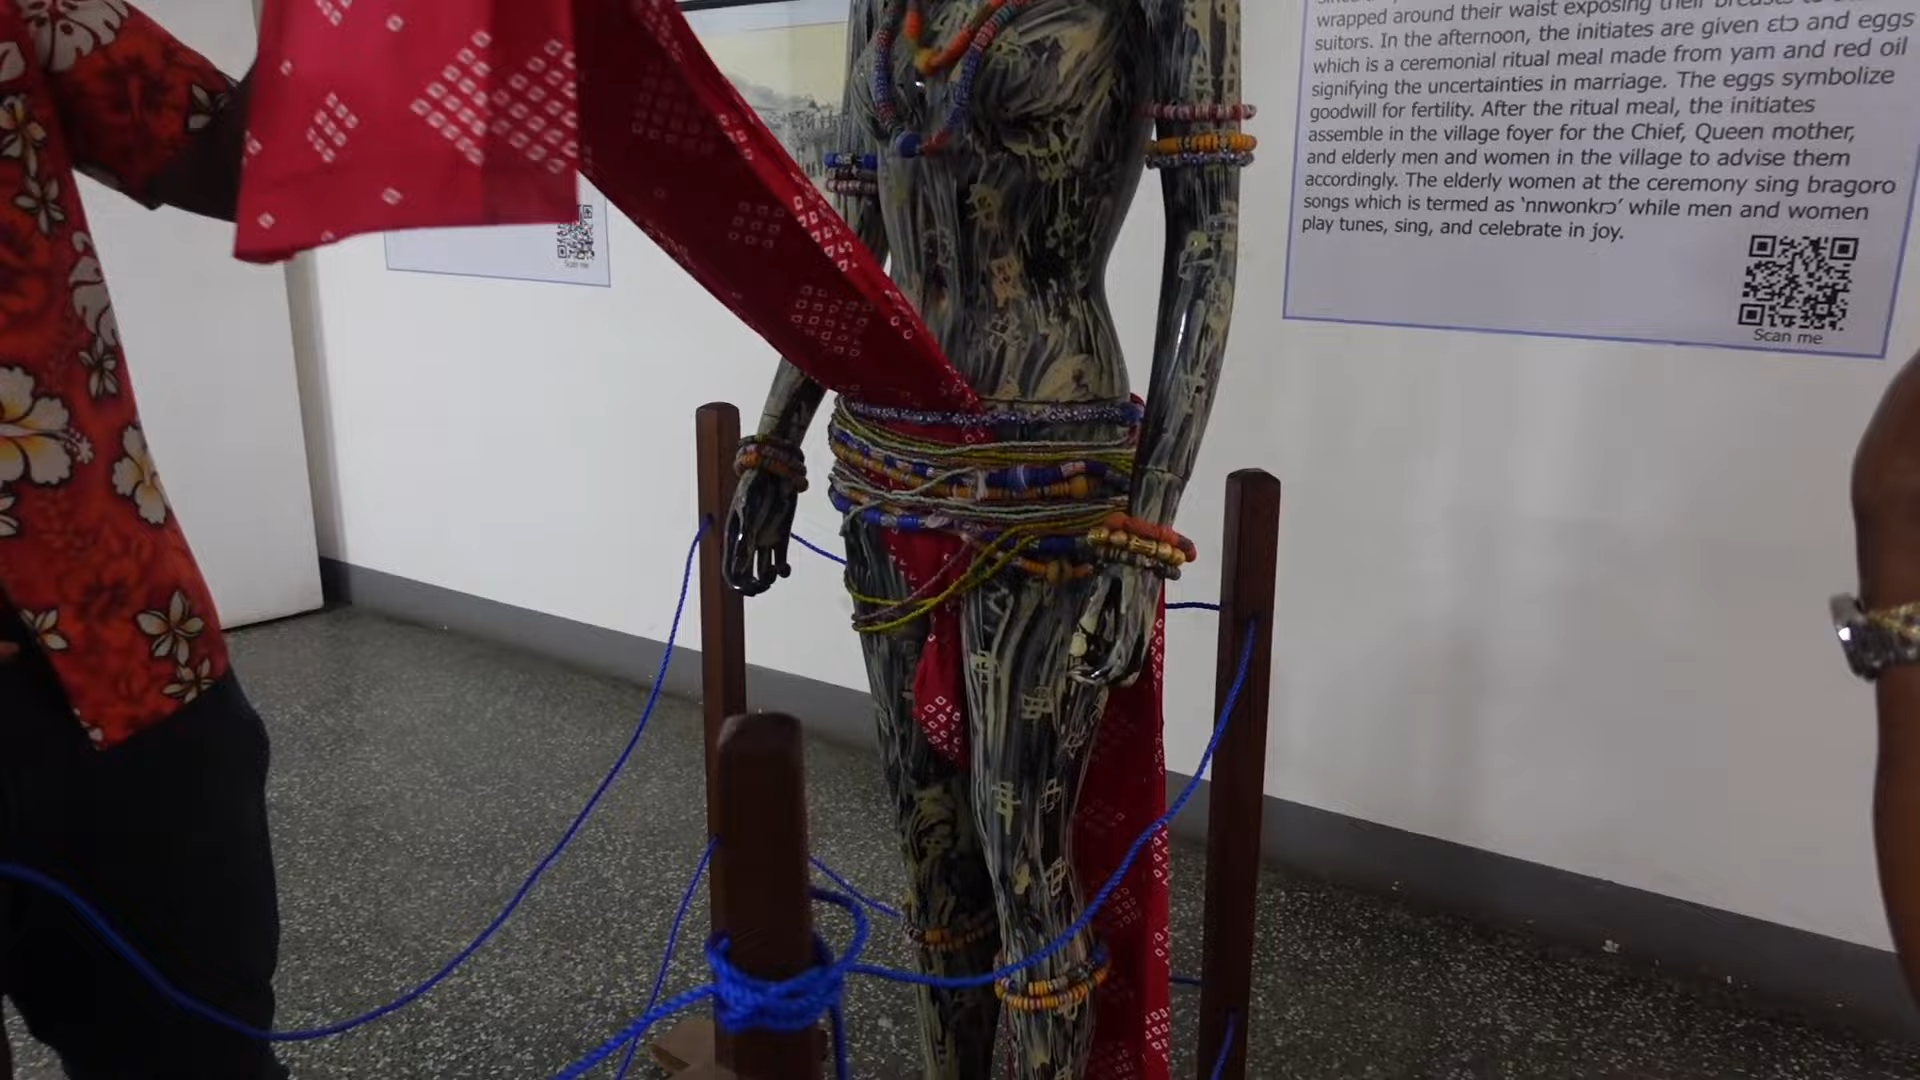 wrapped around their waist exposing their breasts to
suitors. In the afternoon, the initiates are given ɛtɔ and eggs
which is a ceremonial ritual meal made from yam and red oil
signifying the uncertainties in marriage. The eggs symbolize
goodwill for fertility. After the ritual meal, the initiates
assemble in the village foyer for the Chief, Queen mother,
and elderly men and women in the village to advise them
accordingly. The elderly women at the ceremony sing bragoro
songs which is termed as ‘nnwonkrɔ’ while men and women
play tunes, sing, and celebrate in joy.
Scan me
Scan me